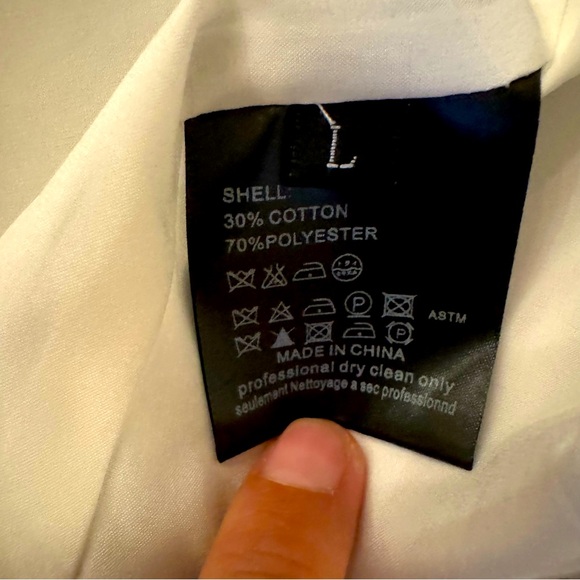 L
SHELL:
30% COTTON
70%POLYESTER
P
ASTM
P
MADE IN CHINA
professional dry clean only
seulement Nettoyage a sec professionnd